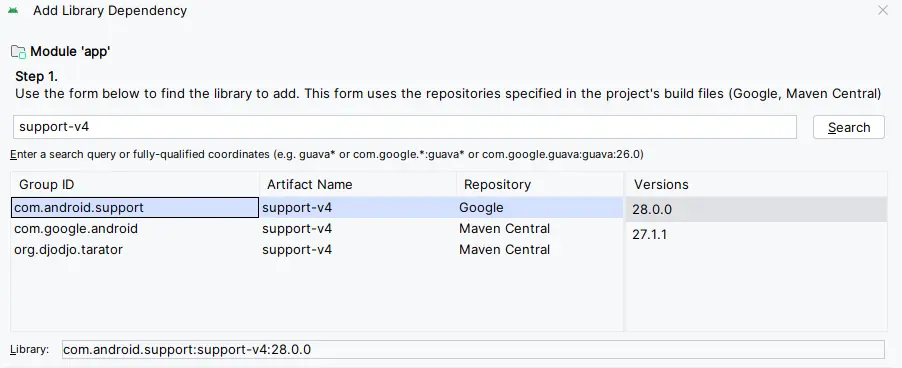 Add Library Dependency
Module 'app'
Step 1.
Use the form below to find the library to add. This form uses the repositories specified in the project's build files (Google, Maven Central)
support-v4 Search
Enter a search query or fully-qualified coordinates (e.g. guava* or com.google.*:guava* or com.google.guava:guava:26.0)
Group ID Artifact Name Repository Versions
com.android.support support-v4 Google 28.0.0
com.google.android support-v4 Maven Central 27.1.1
org.djodjo.tarator support-v4 Maven Central
Library: com.android.support:support-v4:28.0.0